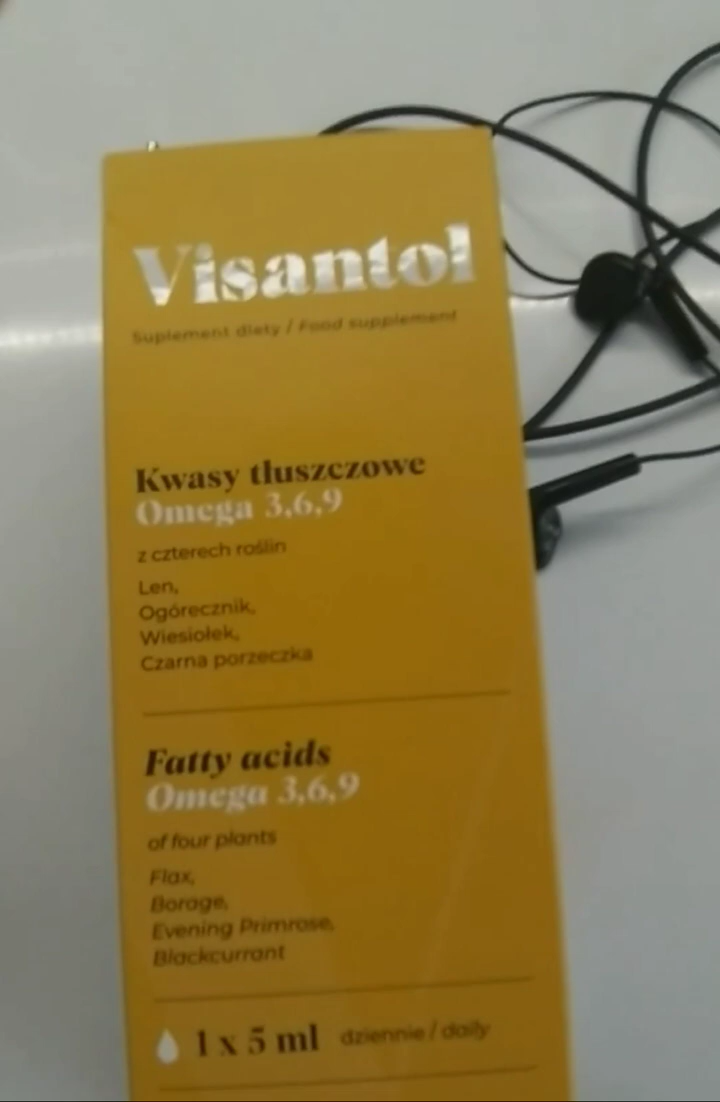 Visantol
Suplement diety / Food supplement
Kwasy tłuszczowe
Omega 3,6,9
z czterech roślin
Len,
Ogórecznik,
Wiesiołek,
Czarna porzeczka
Fatty acids
Omega 3,6,9
of four plants
Flax,
Borage,
Evening Primrose,
Blackcurrant
1 x 5 ml dziennie / daily